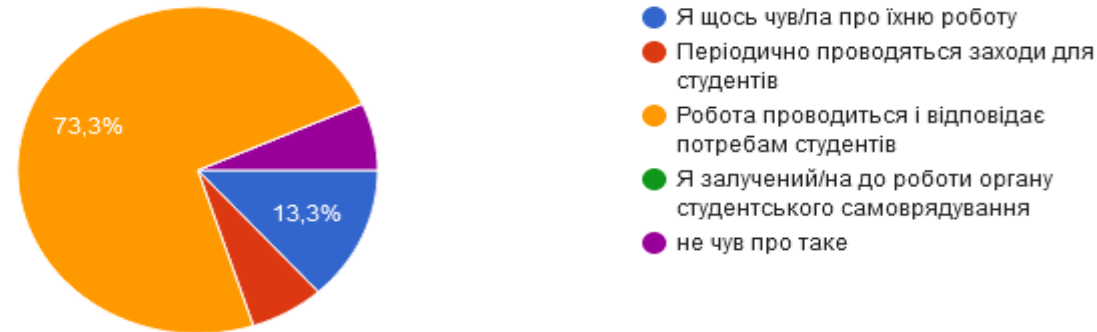 Я щось чув/ла про їхню роботу
Періодично проводяться заходи для
студентів
Робота проводиться і відповідає
потребам студентів
Я залучений/на до роботи органу
студентського самоврядування
не чув про таке
73,3%
13,3%